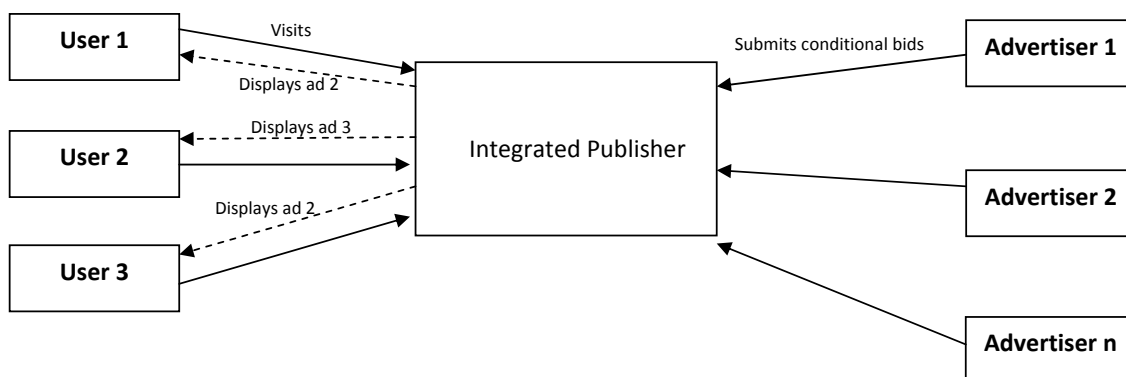 User 1
Visits
Displays ad 2
Submits conditional bids
Advertiser 1
Displays ad 3
User 2
Integrated Publisher
Advertiser 2
Displays ad 2
User 3
Advertiser n